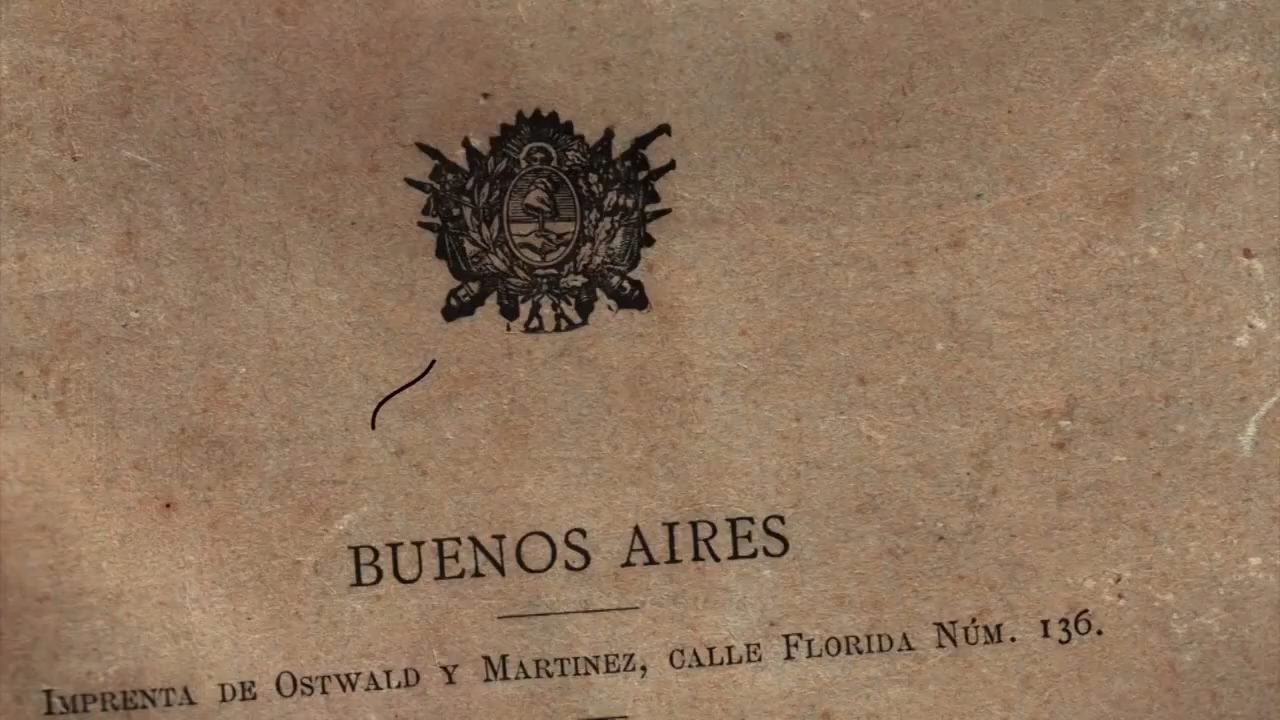 BUENOS AIRES
IMPRENTA DE OSTWALD Y MARTINEZ, CALLE FLORIDA NÚM. 136.